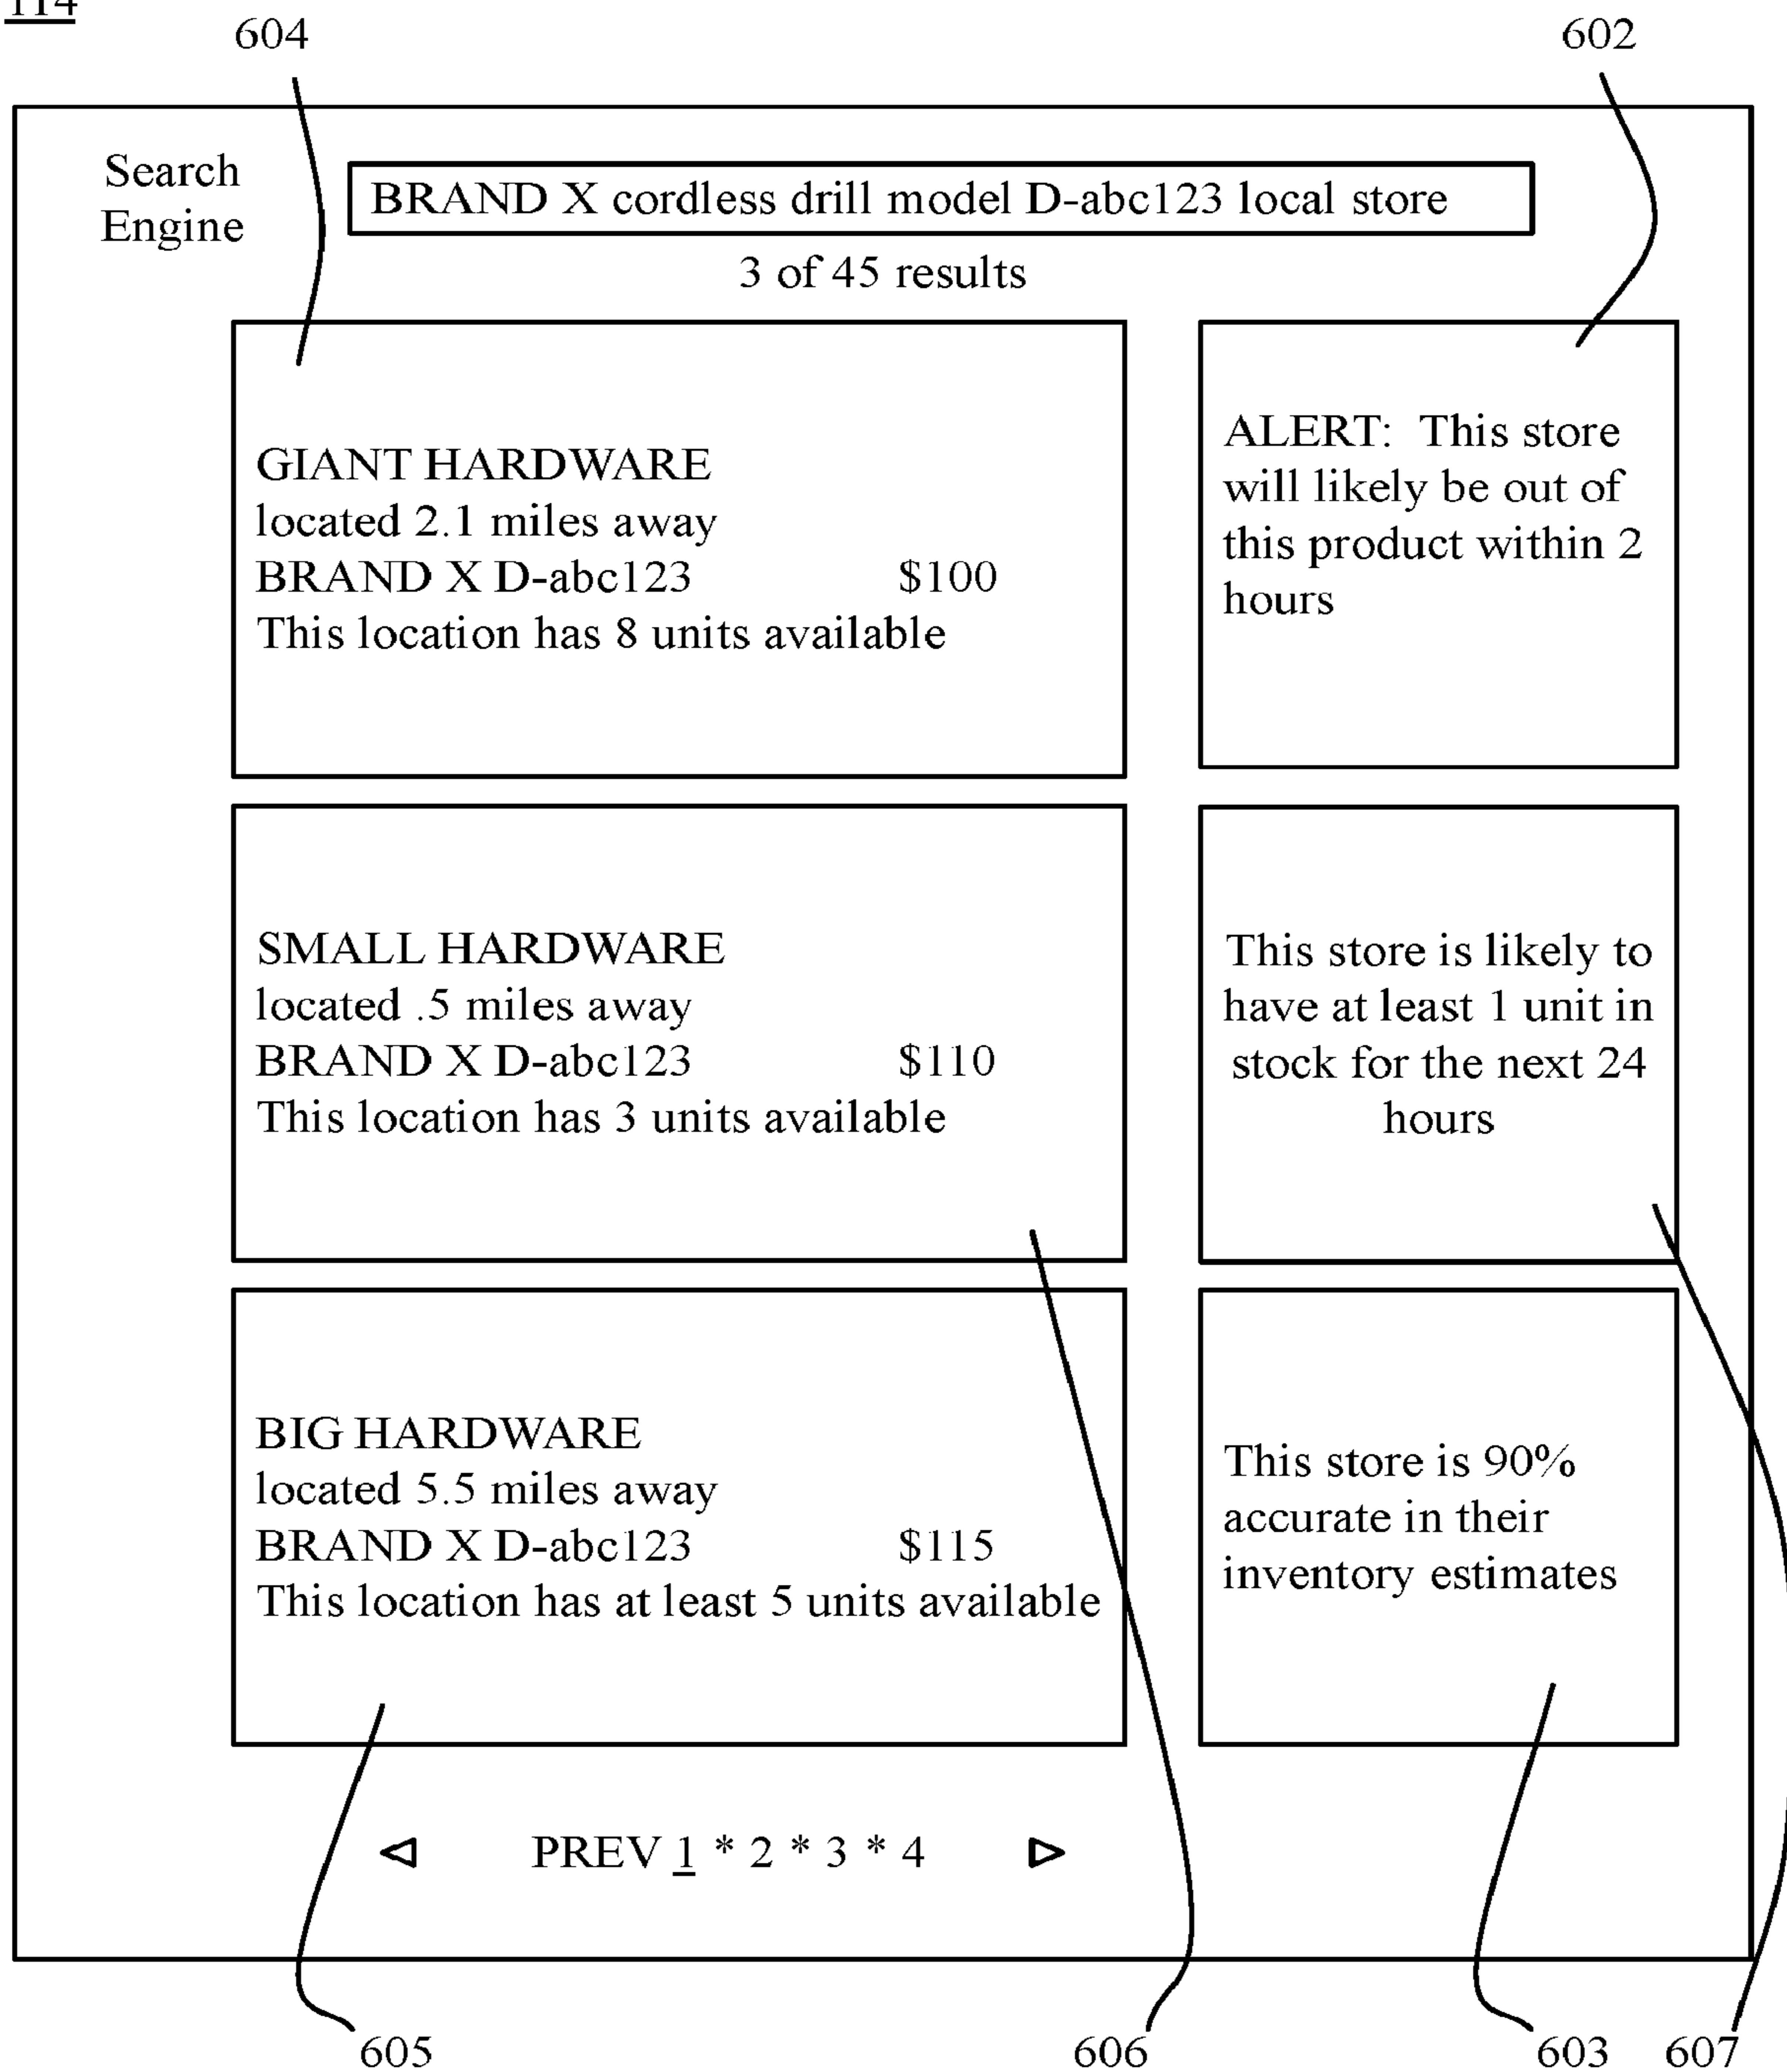 114
604
602
Search
Engine
BRAND X cordless drill model D-abc123 local store
3 of 45 results
GIANT HARDWARE
located 2.1 miles away
BRAND X D-abc123 $100
This location has 8 units available
ALERT: This store
will likely be out of
this product within 2
hours
SMALL HARDWARE
located .5 miles away
BRAND X D-abc123 $110
This location has 3 units available
This store is likely to
have at least 1 unit in
stock for the next 24
hours
BIG HARDWARE
located 5.5 miles away
BRAND X D-abc123 $115
This location has at least 5 units available
This store is 90%
accurate in their
inventory estimates
PREV 1 * 2 * 3 * 4
605
606
603
607